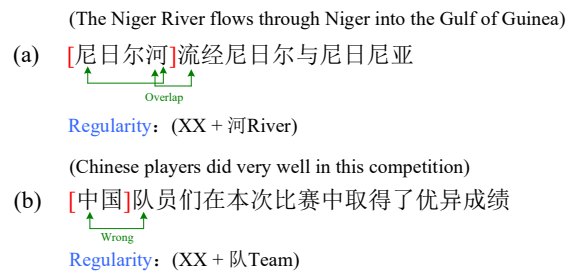 (The Niger River flows through Niger into the Gulf of Guinea)
(a) [尼日尔河]流经尼日尔与尼日尼亚
Overlap
Regularity：(XX + 河River)
(Chinese players did very well in this competition)
(b) [中国]队员们在本次比赛中取得了优异成绩
Wrong
Regularity：(XX + 队Team)